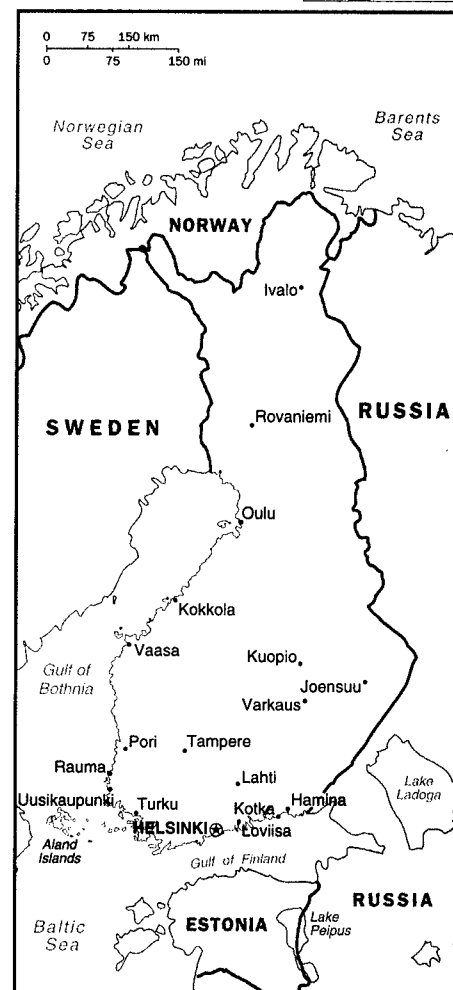 0 75 150 km
0 75 150 mi
Norwegian
Sea
Barents
Sea
NORWAY
Ivalo
SWEDEN
Rovaniemi
RUSSIA
Oulu
Kokkola
Vaasa
Gulf of
Bothnia
Kuopio
Joensuu
Varkaus
Pori
Tampere
Rauma
Lahti
Lake
Ladoga
Uusikaupunki
Turku
Kotka
Hamina
HELSINKI
Loviisa
Aland
Islands
Gulf of Finland
Baltic
Sea
ESTONIA
Lake
Peipus
RUSSIA